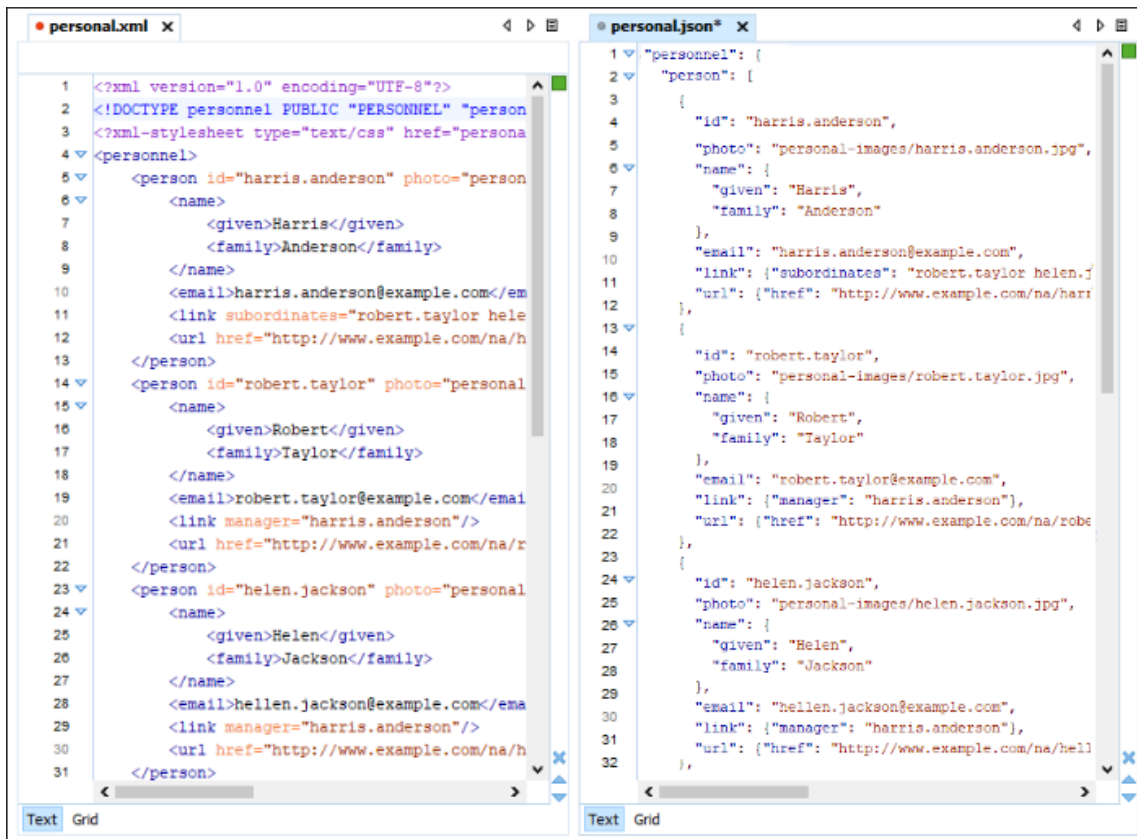 personal.xml
1 <?xml version="1.0" encoding="UTF-8"?>
2 <!DOCTYPE personnel PUBLIC "PERSONNEL" "person
3 <?xml-stylesheet type="text/css" href="persona
4 <personnel>
5 <person id="harris.anderson" photo="person
6 <name>
7 <given>Harris</given>
8 <family>Anderson</family>
9 </name>
10 <email>harris.anderson@example.com</em
11 <link subordinates="robert.taylor hele
12 <url href="http://www.example.com/na/h
13 </person>
14 <person id="robert.taylor" photo="personal
15 <name>
16 <given>Robert</given>
17 <family>Taylor</family>
18 </name>
19 <email>robert.taylor@example.com</emai
20 <link manager="harris.anderson"/>
21 <url href="http://www.example.com/na/r
22 </person>
23 <person id="helen.jackson" photo="personal
24 <name>
25 <given>Helen</given>
26 <family>Jackson</family>
27 </name>
28 <email>hellen.jackson@example.com</ema
29 <link manager="harris.anderson"/>
30 <url href="http://www.example.com/na/h
31 </person>
Text Grid
personal.json*
1 "personnel": {
2 "person": [
3 {
4 "id": "harris.anderson",
5 "photo": "personal-images/harris.anderson.jpg",
6 "name": {
7 "given": "Harris",
8 "family": "Anderson"
9 },
10 "email": "harris.anderson@example.com",
11 "link": {"subordinates": "robert.taylor helen.j
12 "url": {"href": "http://www.example.com/na/harr
},
13 {
14 "id": "robert.taylor",
15 "photo": "personal-images/robert.taylor.jpg",
16 "name": {
17 "given": "Robert",
18 "family": "Taylor"
19 },
20 "email": "robert.taylor@example.com",
21 "link": {"manager": "harris.anderson"},
22 "url": {"href": "http://www.example.com/na/robe
},
23 {
24 "id": "helen.jackson",
25 "photo": "personal-images/helen.jackson.jpg",
26 "name": {
27 "given": "Helen",
28 "family": "Jackson"
29 },
30 "email": "hellen.jackson@example.com",
31 "link": {"manager": "harris.anderson"},
32 "url": {"href": "http://www.example.com/na/hell
},
Text Grid